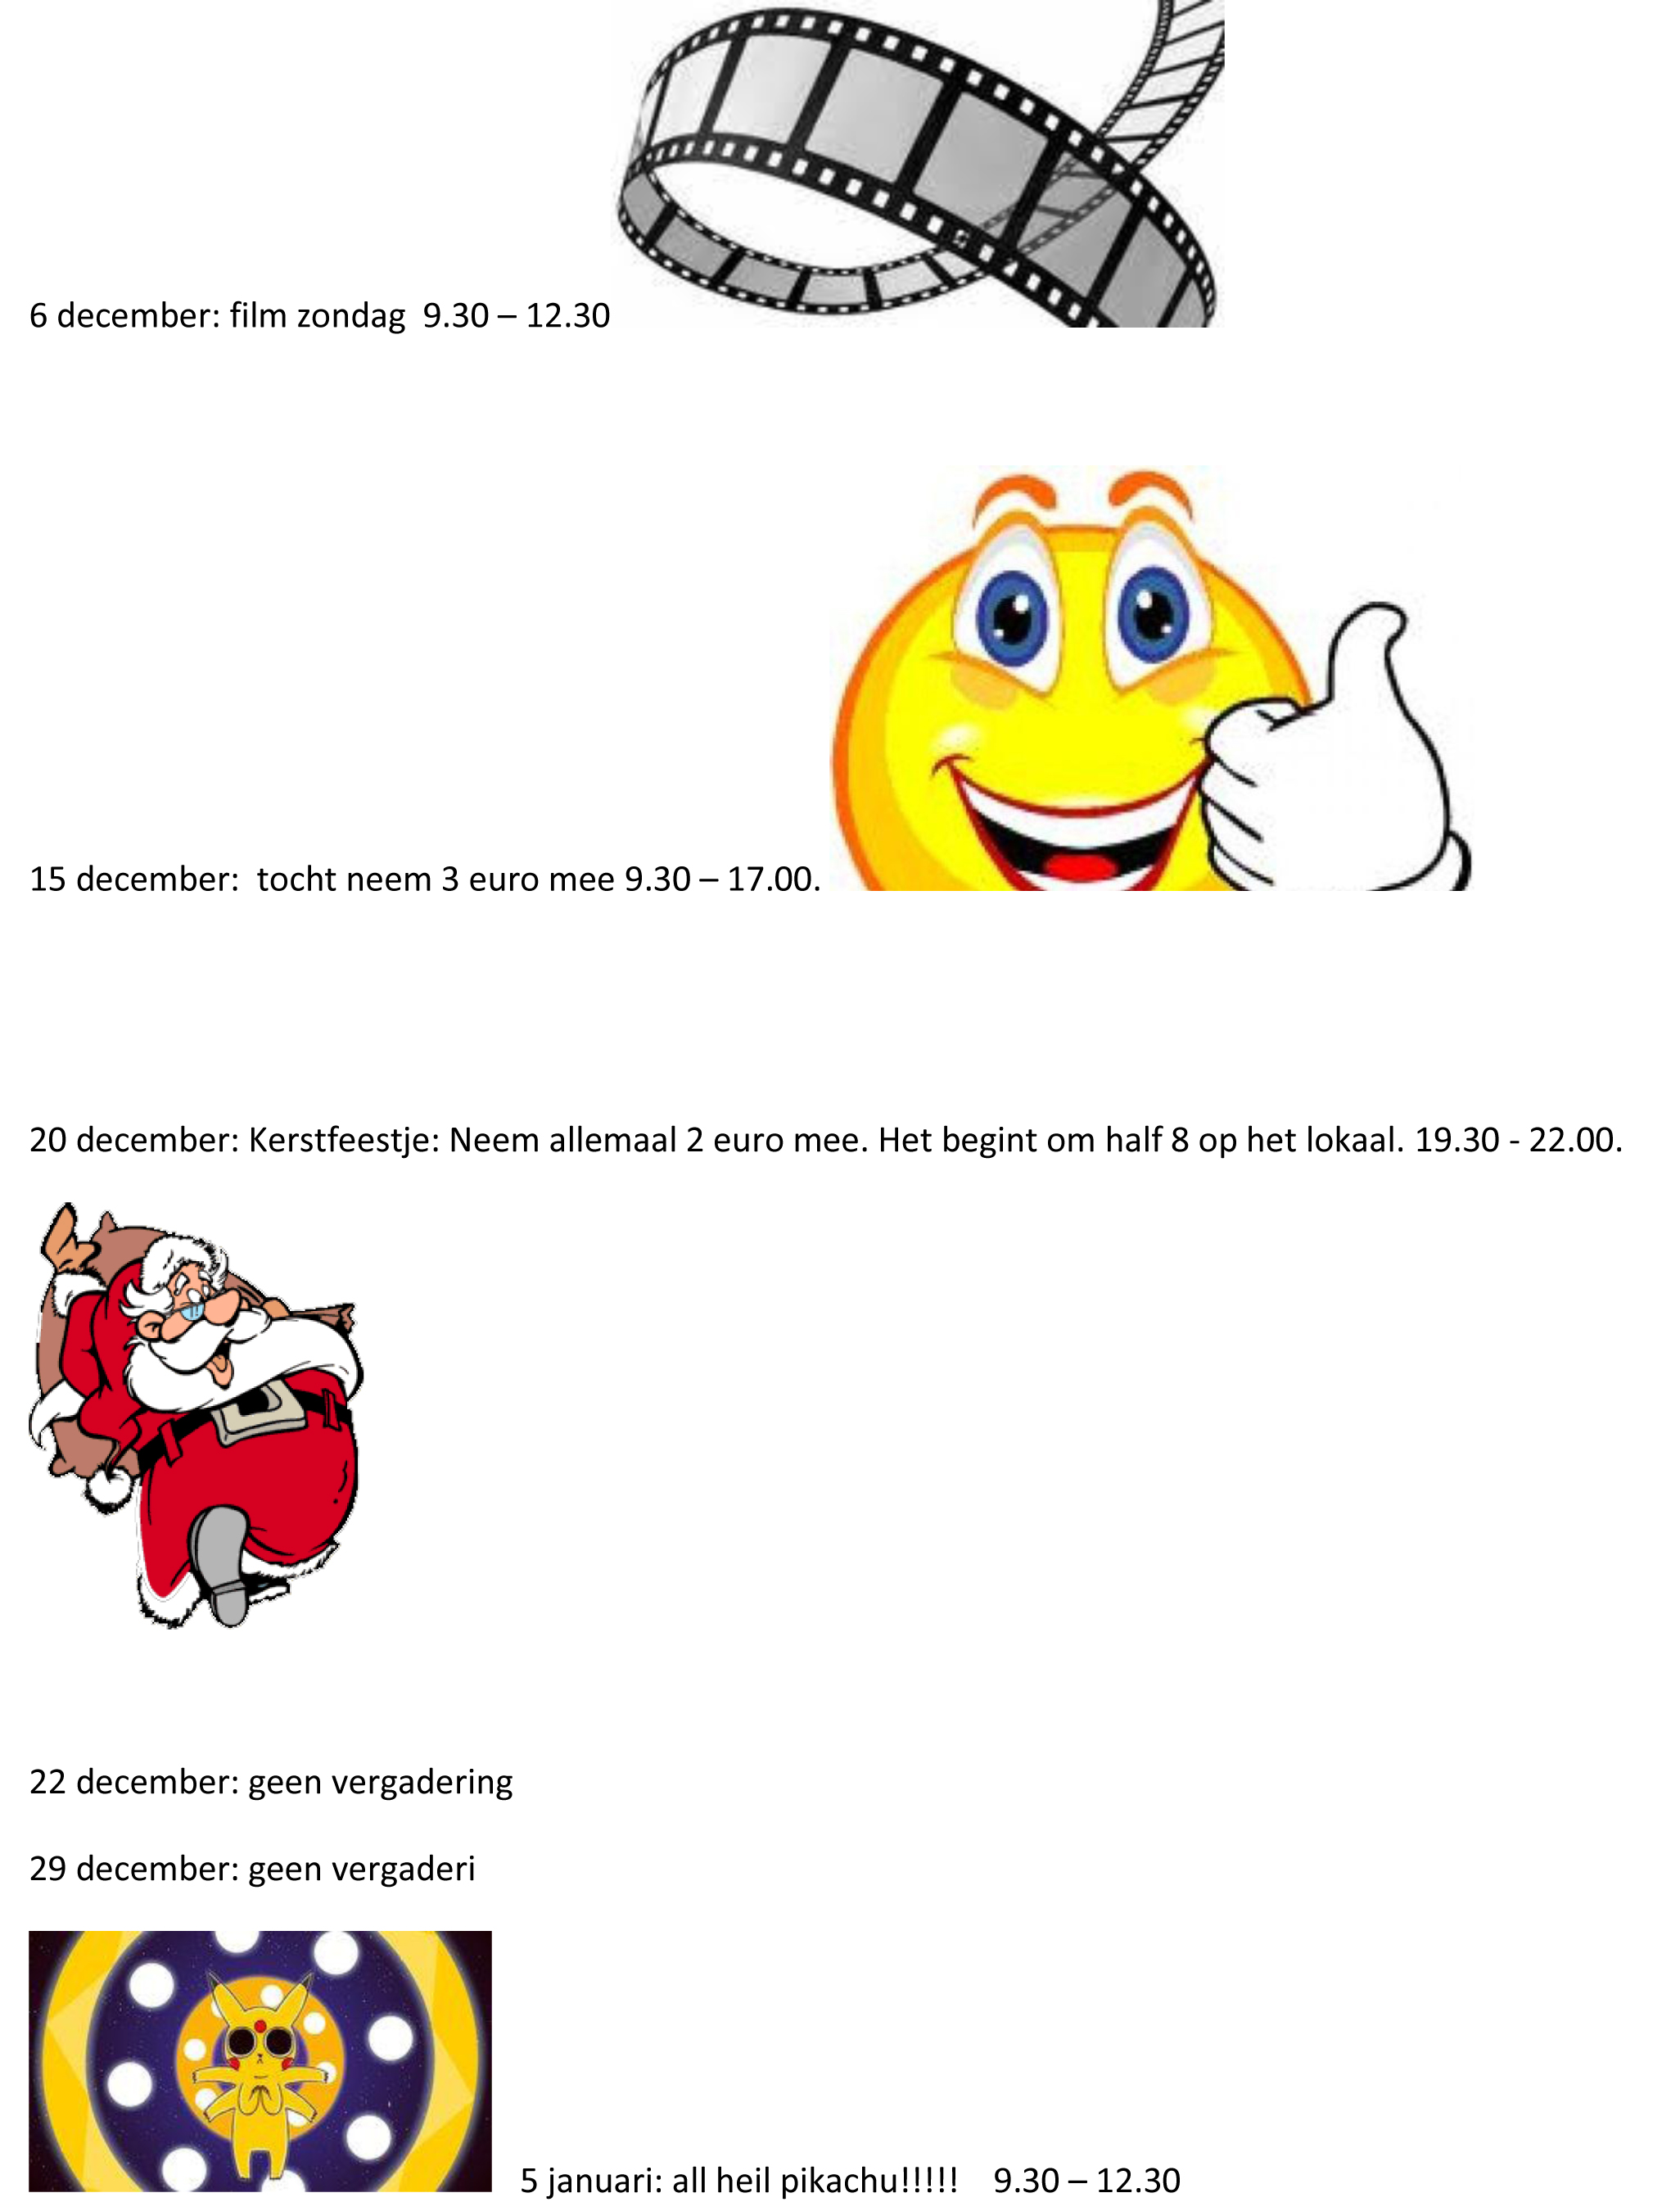 6 december: film zondag  9.30 – 12.30
15 december:  tocht neem 3 euro mee 9.30 – 17.00.
20 december: Kerstfeestje: Neem allemaal 2 euro mee. Het begint om half 8 op het lokaal. 19.30 - 22.00.
22 december: geen vergadering
29 december: geen vergaderi
5 januari: all heil pikachu!!!!!    9.30 – 12.30